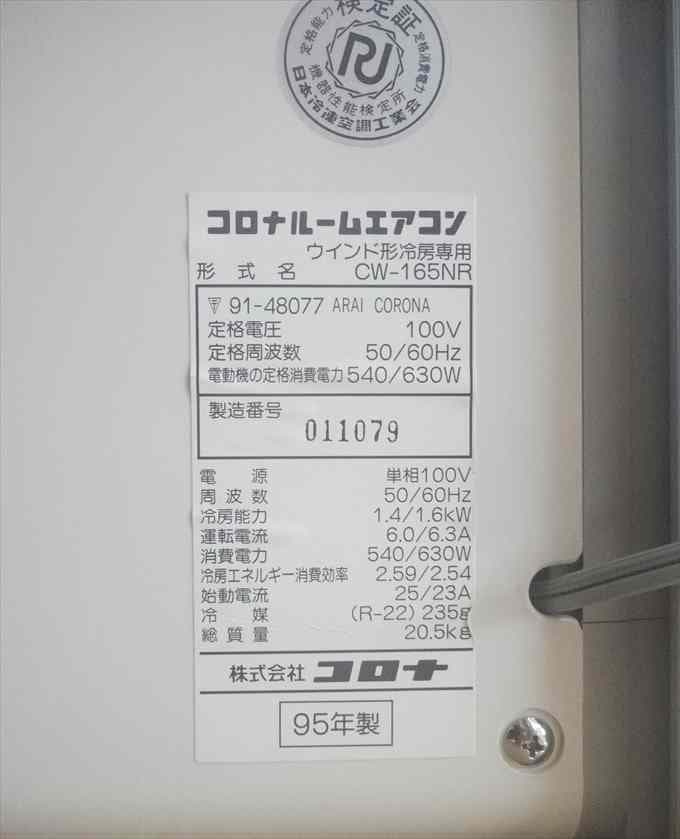 検定証
定格能力
定格消費電力
機器性能検定所
日本冷凍空調工業会
コロナルームエアコン
ウインド形冷房専用
形式名 CW-165NR
91-48077 ARAI CORONA
定格電圧 100V
定格周波数 50/60Hz
電動機の定格消費電力 540/630W
製造番号
011079
電源 単相100V
周波数 50/60Hz
冷房能力 1.4/1.6kW
運転電流 6.0/6.3A
消費電力 540/630W
冷房エネルギー消費効率 2.59/2.54
始動電流 25/23A
冷媒 (R-22) 235g
総質量 20.5kg
株式会社 コロナ
95年製